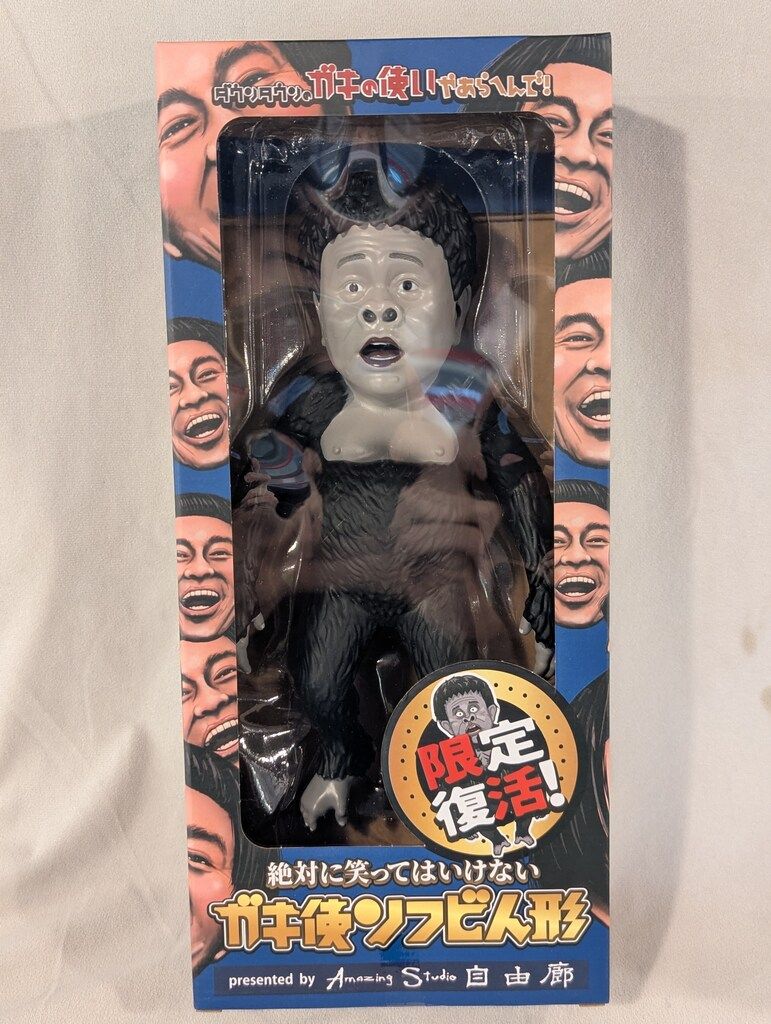 ダウンタウンのガキの使いやあらへんで!
限定
復活!
絶対に笑ってはいけない
ガキ使ソフビ人形
presented by Amazing Studio 自由廊